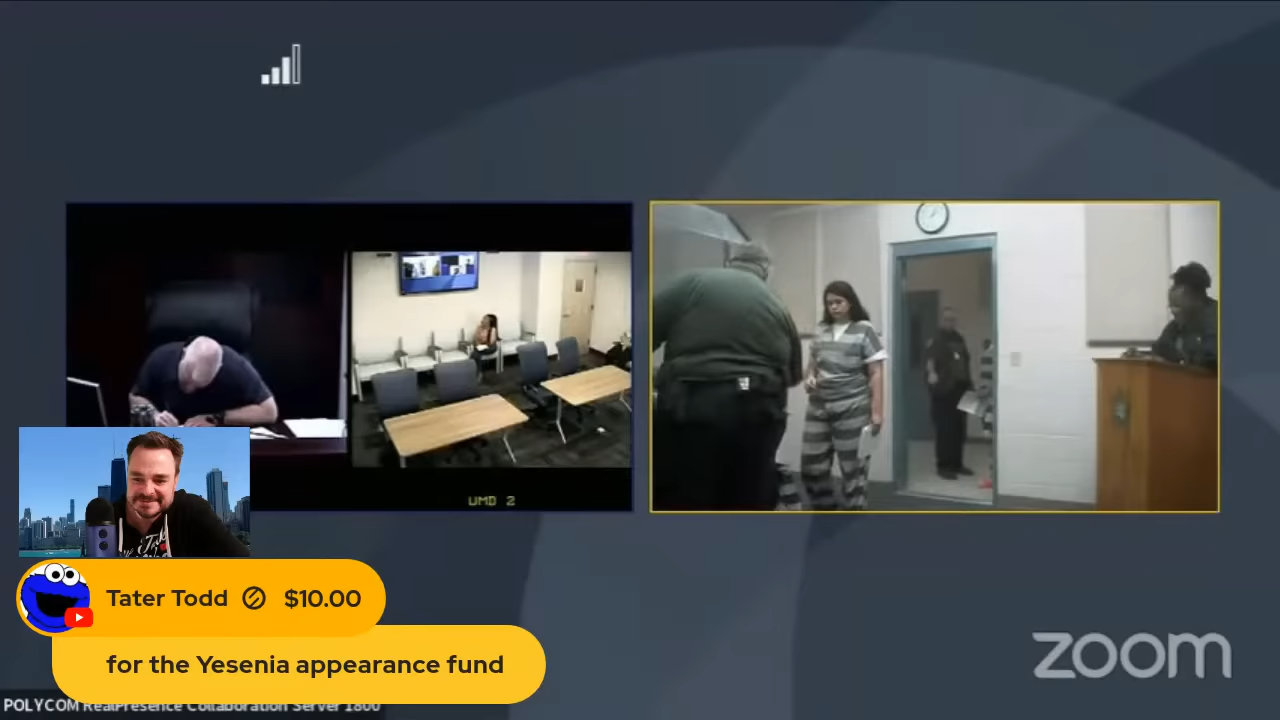 UMD 2
Tater Todd $10.00
for the Yesenia appearance fund
zoom
POLYCOM RealPresence Collaboration Server 1800